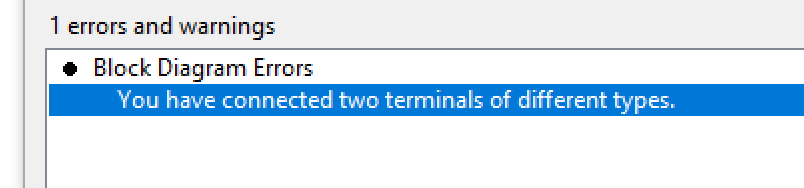 1 errors and warnings
Block Diagram Errors
You have connected two terminals of different types.